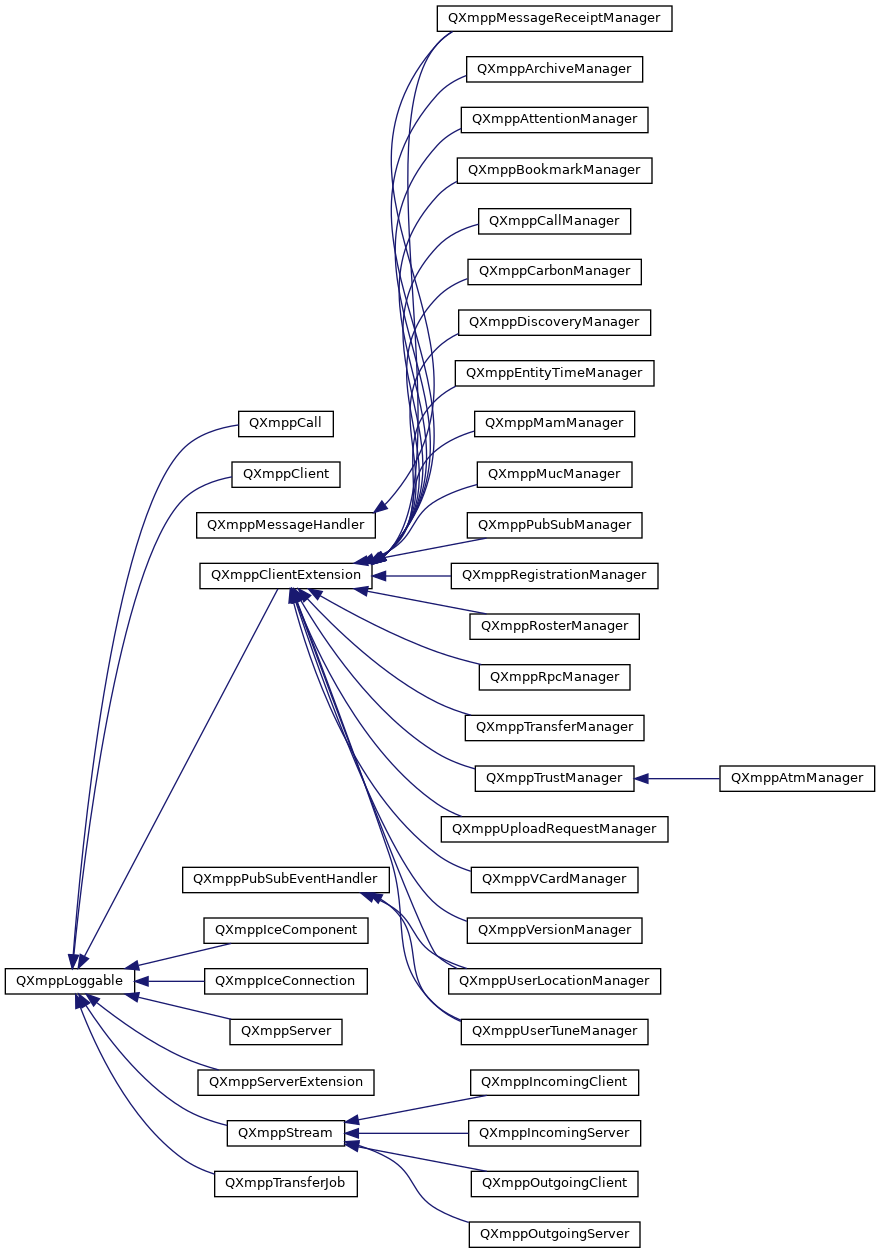 QXmppMessageReceiptManager
QXmppArchiveManager
QXmppAttentionManager
QXmppBookmarkManager
QXmppCallManager
QXmppCarbonManager
QXmppDiscoveryManager
QXmppEntityTimeManager
QXmppCall
QXmppMamManager
QXmppClient
QXmppMucManager
QXmppMessageHandler
QXmppPubSubManager
QXmppClientExtension
QXmppRegistrationManager
QXmppRosterManager
QXmppRpcManager
QXmppTransferManager
QXmppTrustManager
QXmppAtmManager
QXmppUploadRequestManager
QXmppPubSubEventHandler
QXmppVCardManager
QXmppIceComponent
QXmppVersionManager
QXmppLoggable
QXmppIceConnection
QXmppUserLocationManager
QXmppServer
QXmppUserTuneManager
QXmppServerExtension
QXmppIncomingClient
QXmppStream
QXmppIncomingServer
QXmppTransferJob
QXmppOutgoingClient
QXmppOutgoingServer